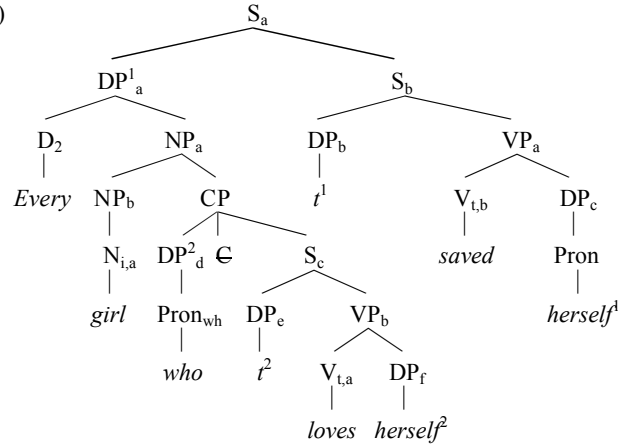 )
S_a
DP^1_a S_b
D_2 NP_a DP_b VP_a
Every NP_b CP t^1 V_t,b DP_c
N_i,a DP^2_d C S_c saved Pron
girl Pron_wh DP_e VP_b herself^1
who t^2 V_t,a DP_f
loves herself^2